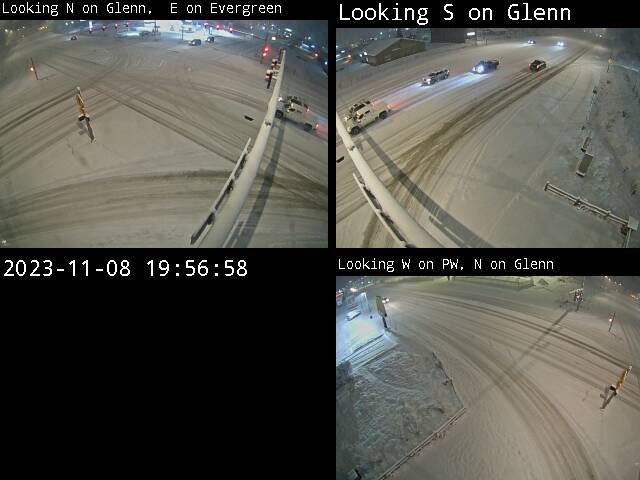 Looking N on Glenn,  E on Evergreen
Looking S on Glenn
2023-11-08 19:56:58
Looking W on PW, N on Glenn